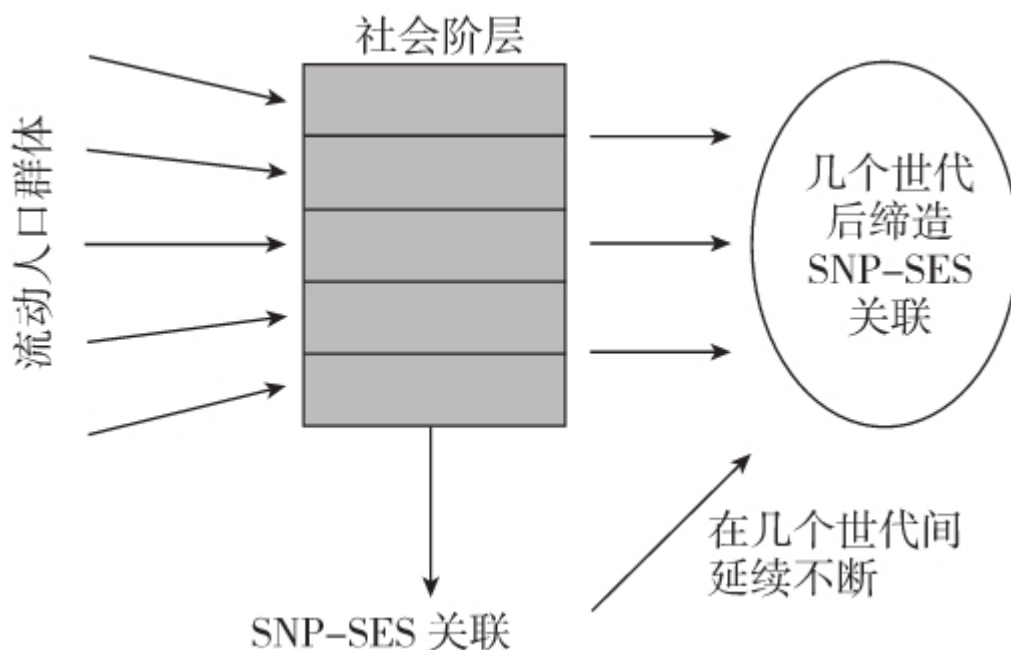 社会阶层
流动人口群体
几个世代
后缔造
SNP-SES
关联
在几个世代间
延续不断
SNP-SES 关联